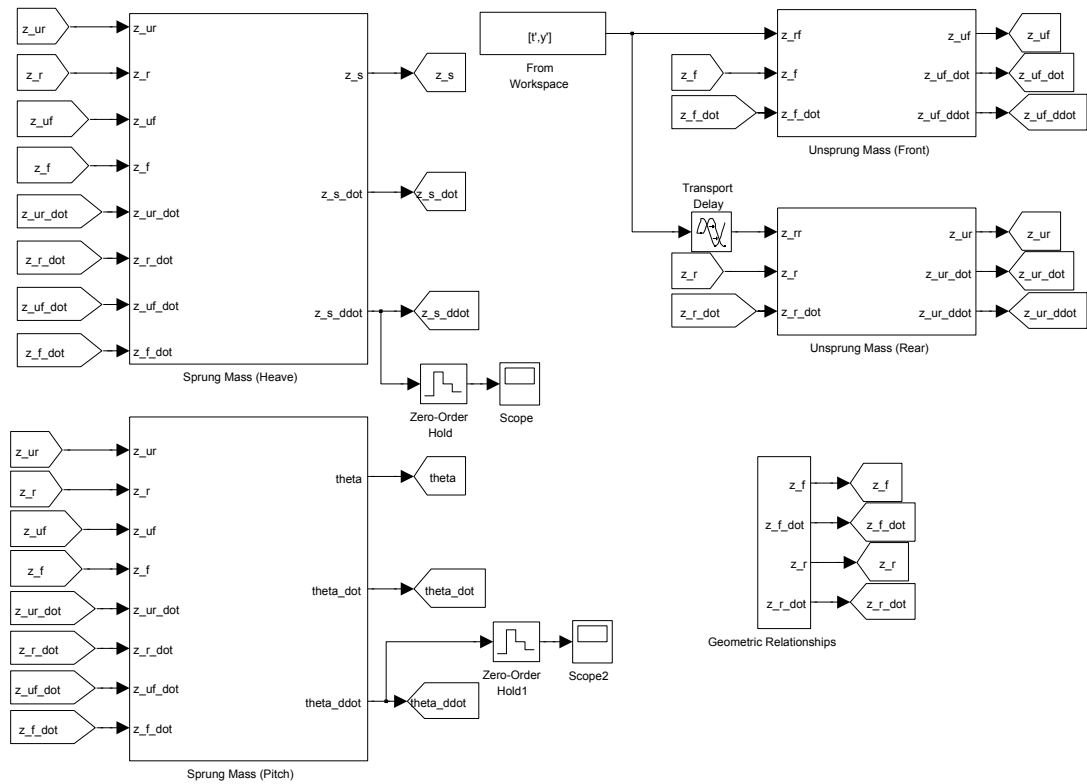 z_ur
z_ur
z_r
z_r
z_s
z_s
z_uf
z_uf
z_f
z_f
z_s_dot
z_s_dot
z_ur_dot
z_ur_dot
z_r_dot
z_r_dot
z_uf_dot
z_uf_dot
z_s_ddot
z_s_ddot
z_f_dot
z_f_dot
Sprung Mass (Heave)
Zero-Order
Hold
Scope
[t',y']
From
Workspace
z_rf
z_uf
z_uf
z_f
z_f
z_uf_dot
z_uf_dot
z_f_dot
z_f_dot
z_uf_ddot
z_uf_ddot
Unsprung Mass (Front)
Transport
Delay
z_rr
z_ur
z_ur
z_r
z_r
z_ur_dot
z_ur_dot
z_r_dot
z_r_dot
z_ur_ddot
z_ur_ddot
Unsprung Mass (Rear)
z_ur
z_ur
z_r
z_r
theta
theta
z_uf
z_uf
z_f
z_f
theta_dot
theta_dot
z_ur_dot
z_ur_dot
z_r_dot
z_r_dot
z_uf_dot
z_uf_dot
theta_ddot
theta_ddot
z_f_dot
z_f_dot
Sprung Mass (Pitch)
Zero-Order
Hold1
Scope2
z_f
z_f
z_f_dot
z_f_dot
z_r
z_r
z_r_dot
z_r_dot
Geometric Relationships